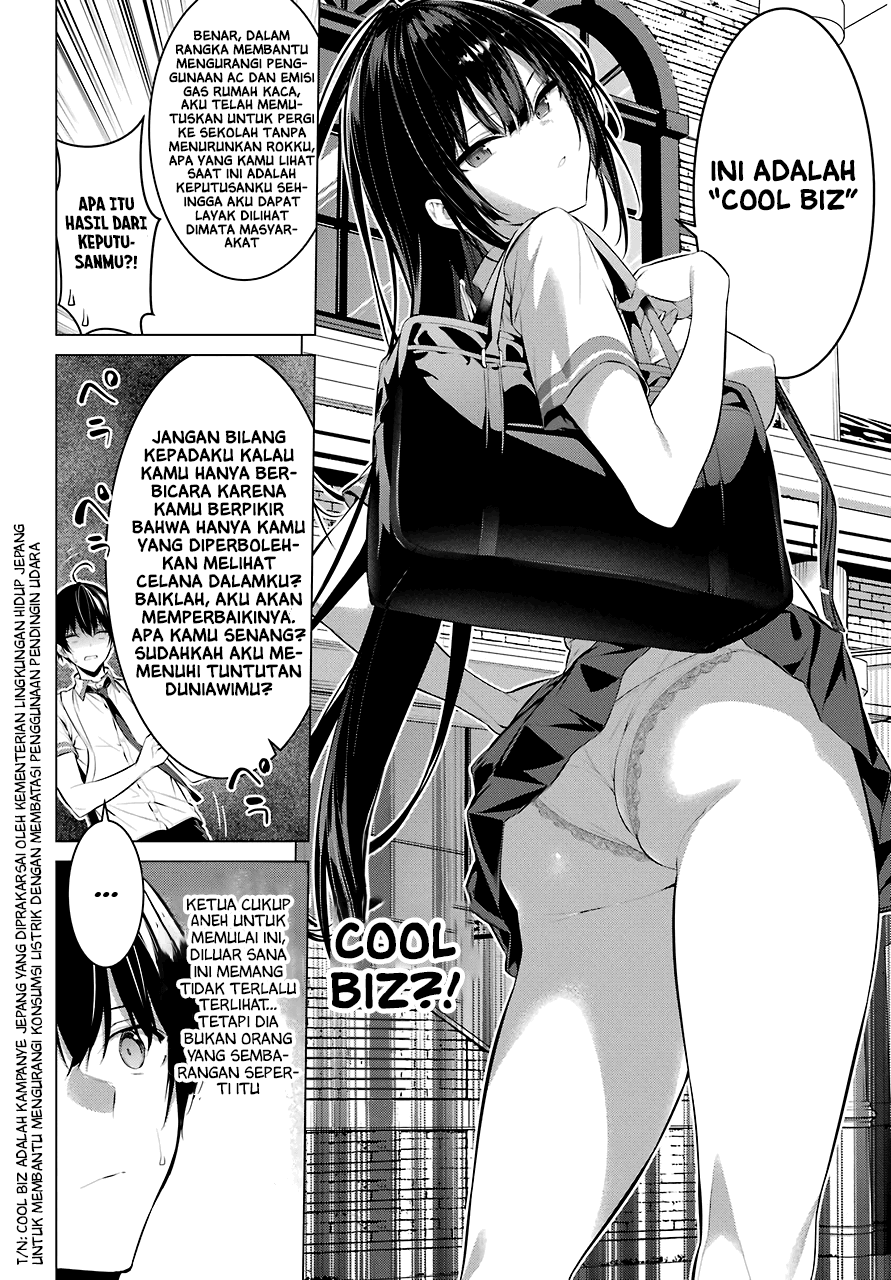 INI ADALAH
"COOL BIZ"
COOL
BIZ?!
BENAR, DALAM
RANGKA MEMBANTU
MENGURANGI PENG-
GUNAAN AC DAN EMISI
GAS RUMAH KACA,
AKU TELAH MEMU-
TUSKAN UNTUK PERGI
KE SEKOLAH TANPA
MENURUNKAN ROKKU,
APA YANG KAMU LIHAT
SAAT INI ADALAH
KEPUTUSANKU SEH-
INGGA AKU DAPAT
LAYAK DILIHAT
DIMATA MASYAR-
AKAT
APA ITU
HASIL DARI
KEPUTU-
SANMU?!
JANGAN BILANG
KEPADAKU KALAU
KAMU HANYA BER-
BICARA KARENA
KAMU BERPIKIR
BAHWA HANYA KAMU
YANG DIPERBOLEH-
KAN MELIHAT
CELANA DALAMKU?
BAIKLAH, AKU AKAN
MEMPERBAIKINYA.
APA KAMU SENANG?
SUDAHKAH AKU ME-
MENUHI TUNTUTAN
DUNIAWIMU?
ペラ
ペラ
...
KETUA CUKUP
ANEH UNTUK
MEMULAI INI,
DILUAR SANA
INI MEMANG
TIDAK TERLALU
TERLIHAT...
TETAPI DIA
BUKAN ORANG
YANG SEMBA-
RANGAN SEPER-
TI ITU
T/N: COOL BIZ ADALAH KAMPANYE JEPANG YANG DIPRAKARSAI OLEH KEMENTERIAN LINGKUNGAN HIDUP JEPANG
UNTUK MEMBANTU MENGURANGI KONSUMSI LISTRIK DENGAN MEMBATASI PENGGUNAAN PENDINGIN UDARA